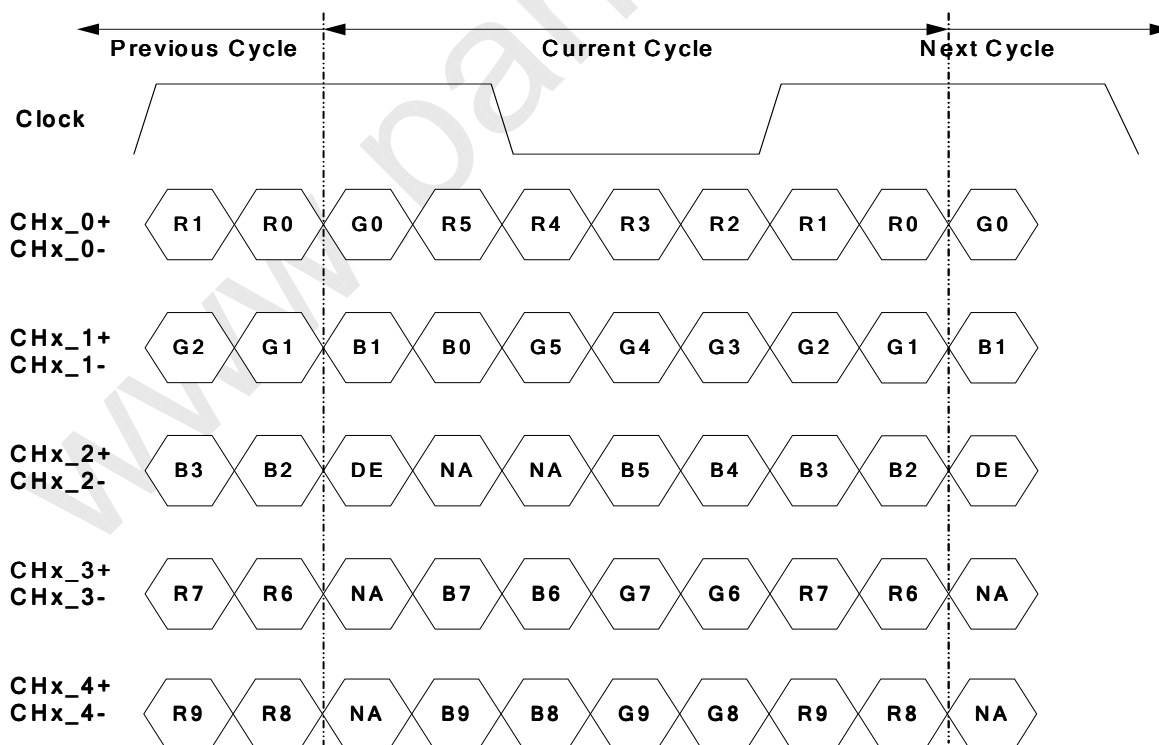 Previous Cycle Current Cycle Next Cycle
Clock
CHx_0+
CHx_0-
R1 R0 G0 R5 R4 R3 R2 R1 R0 G0
CHx_1+
CHx_1-
G2 G1 B1 B0 G5 G4 G3 G2 G1 B1
CHx_2+
CHx_2-
B3 B2 DE NA NA B5 B4 B3 B2 DE
CHx_3+
CHx_3-
R7 R6 NA B7 B6 G7 G6 R7 R6 NA
CHx_4+
CHx_4-
R9 R8 NA B9 B8 G9 G8 R9 R8 NA